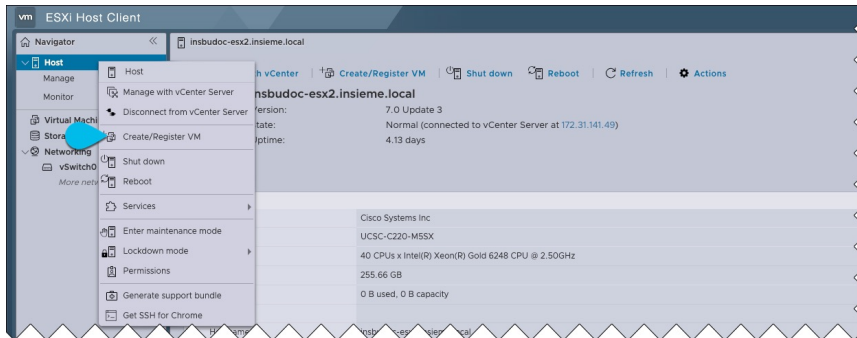 vm ESXi Host Client
Navigator
insbudoc-esx2.insieme.local
Host
Manage
Monitor
Virtual Machi
Storag
Networking
vSwitch0
More netw
Host
Manage with vCenter Server
Disconnect from vCenter Server
Create/Register VM
Shut down
Reboot
Services
Enter maintenance mode
Lockdown mode
Permissions
Generate support bundle
Get SSH for Chrome
h vCenter Create/Register VM Shut down Reboot Refresh Actions
nsbudoc-esx2.insieme.local
ersion: 7.0 Update 3
tate: Normal (connected to vCenter Server at 172.31.141.49)
ptime: 4.13 days
Cisco Systems Inc
UCSC-C220-M5SX
40 CPUs x Intel(R) Xeon(R) Gold 6248 CPU @ 2.50GHz
255.66 GB
0 B used, 0 B capacity